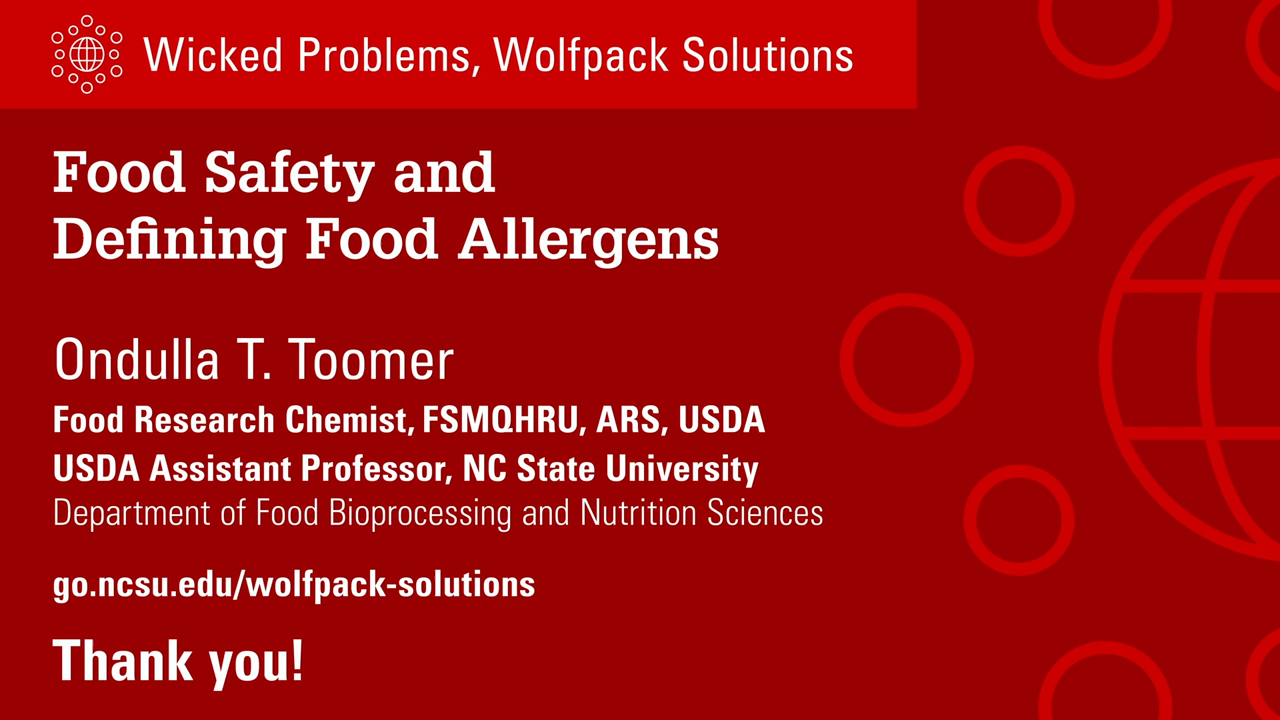 Wicked Problems, Wolfpack Solutions
Food Safety and
Defining Food Allergens
Ondulla T. Toomer
Food Research Chemist, FSMQHRU, ARS, USDA
USDA Assistant Professor, NC State University
Department of Food Bioprocessing and Nutrition Sciences
go.ncsu.edu/wolfpack-solutions
Thank you!